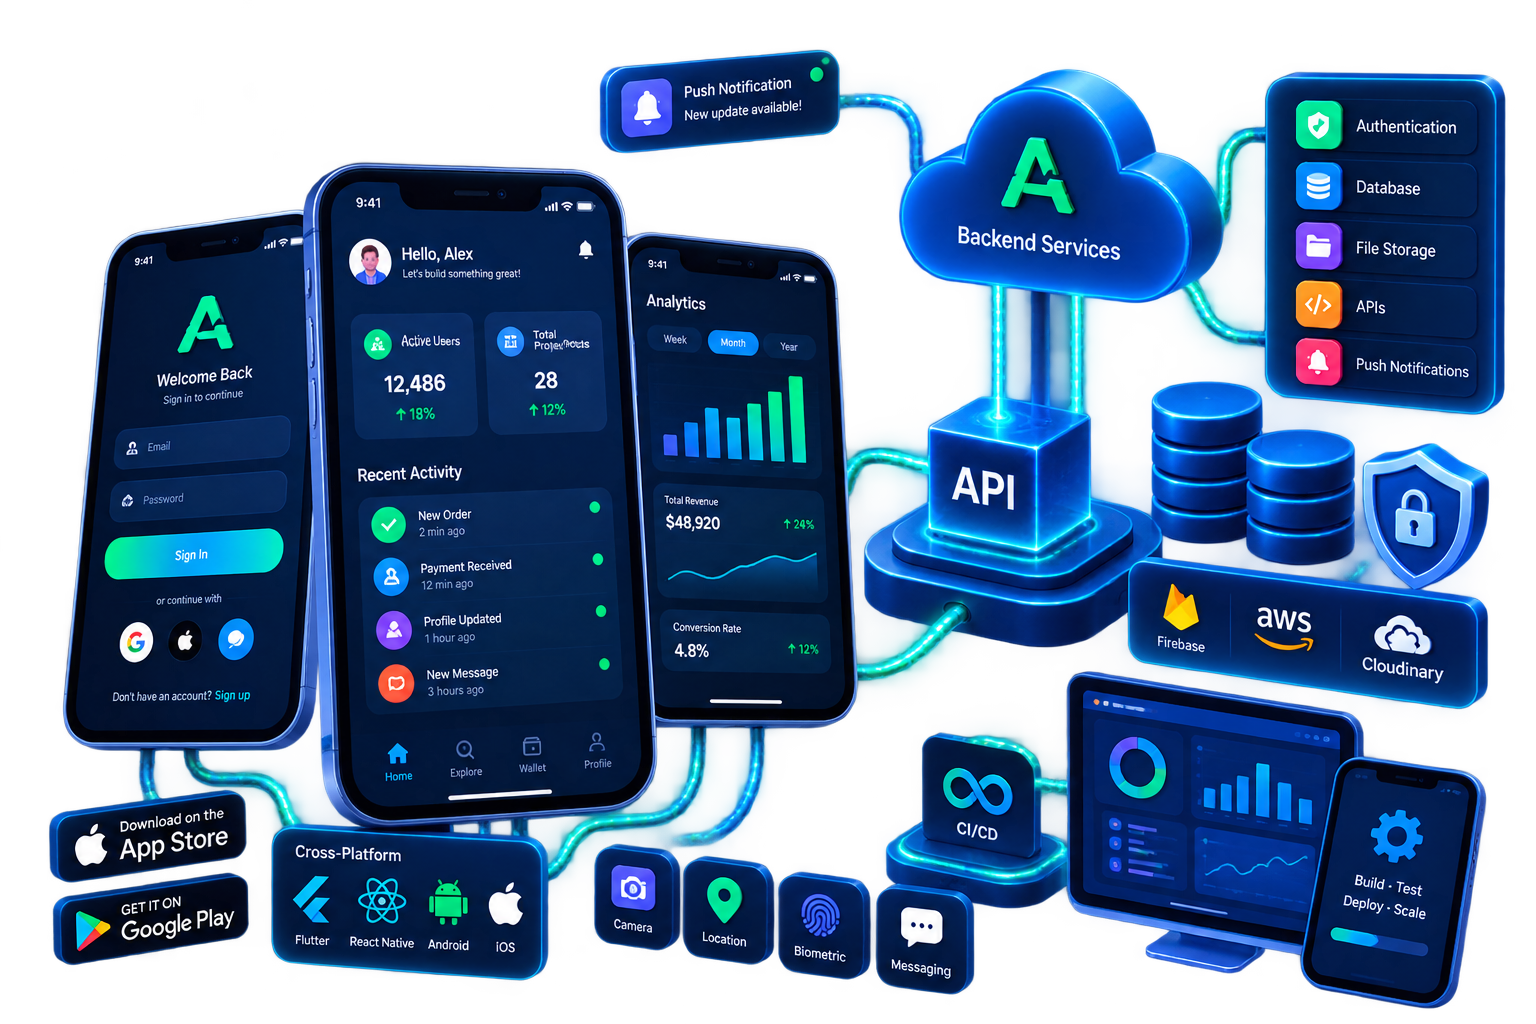 Push Notification
New update available!
Backend Services
Authentication
Database
File Storage
APIs
Push Notifications
9:41
Welcome Back
Sign in to continue
Email
Password
Sign In
or continue with
Don't have an account? Sign up
9:41
Hello, Alex
Let's build something great!
Active Users
12,486
↑ 18%
Total
28
↑ 12%
Recent Activity
New Order
2 min ago
Payment Received
12 min ago
Profile Updated
1 hour ago
New Message
3 hours ago
Home
Explore
Wallet
Profile
9:41
Analytics
Week
Month
Year
Total Revenue
$48,920
↑ 24%
Conversion Rate
4.8%
↑ 12%
API
Firebase
aws
Cloudinary
CI/CD
Build · Test
Deploy · Scale
Download on the
App Store
GET IT ON
Google Play
Cross-Platform
Flutter
React Native
Android
iOS
Camera
Location
Biometric
Messaging